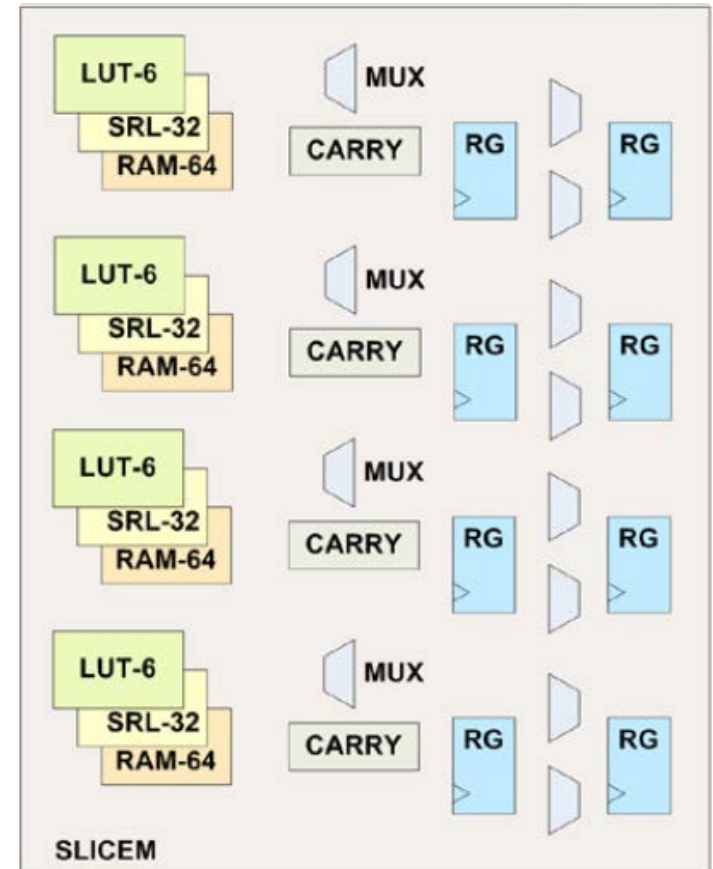 LUT-6
SRL-32
RAM-64
MUX
CARRY
RG
RG
LUT-6
SRL-32
RAM-64
MUX
CARRY
RG
RG
LUT-6
SRL-32
RAM-64
MUX
CARRY
RG
RG
LUT-6
SRL-32
RAM-64
MUX
CARRY
RG
RG
SLICEM